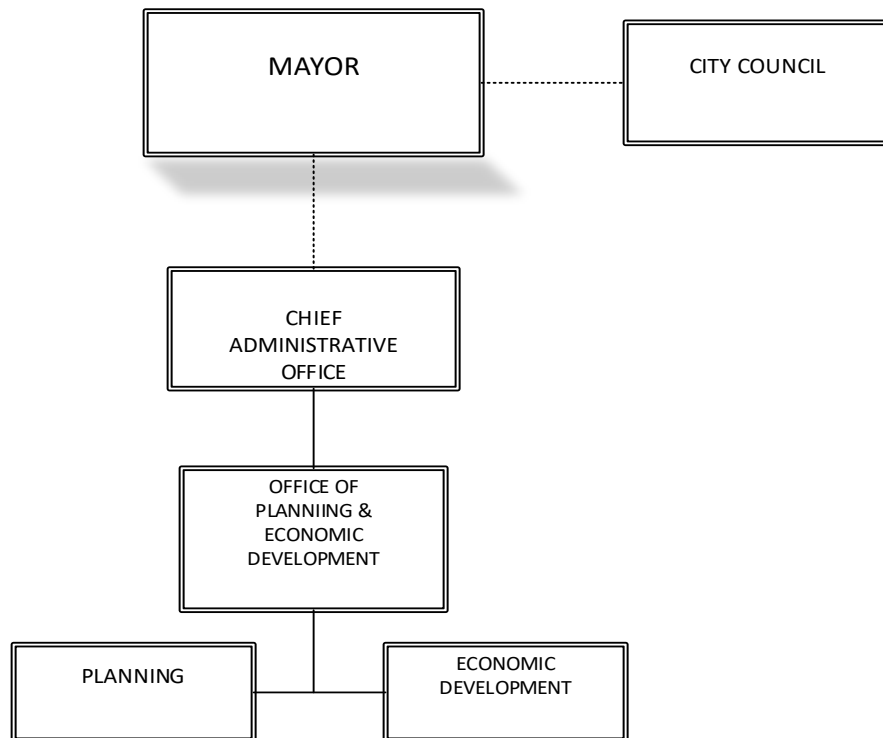 MAYOR
CITY COUNCIL
CHIEF
ADMINISTRATIVE
OFFICE
OFFICE OF
PLANNIING &
ECONOMIC
DEVELOPMENT
PLANNING
ECONOMIC
DEVELOPMENT